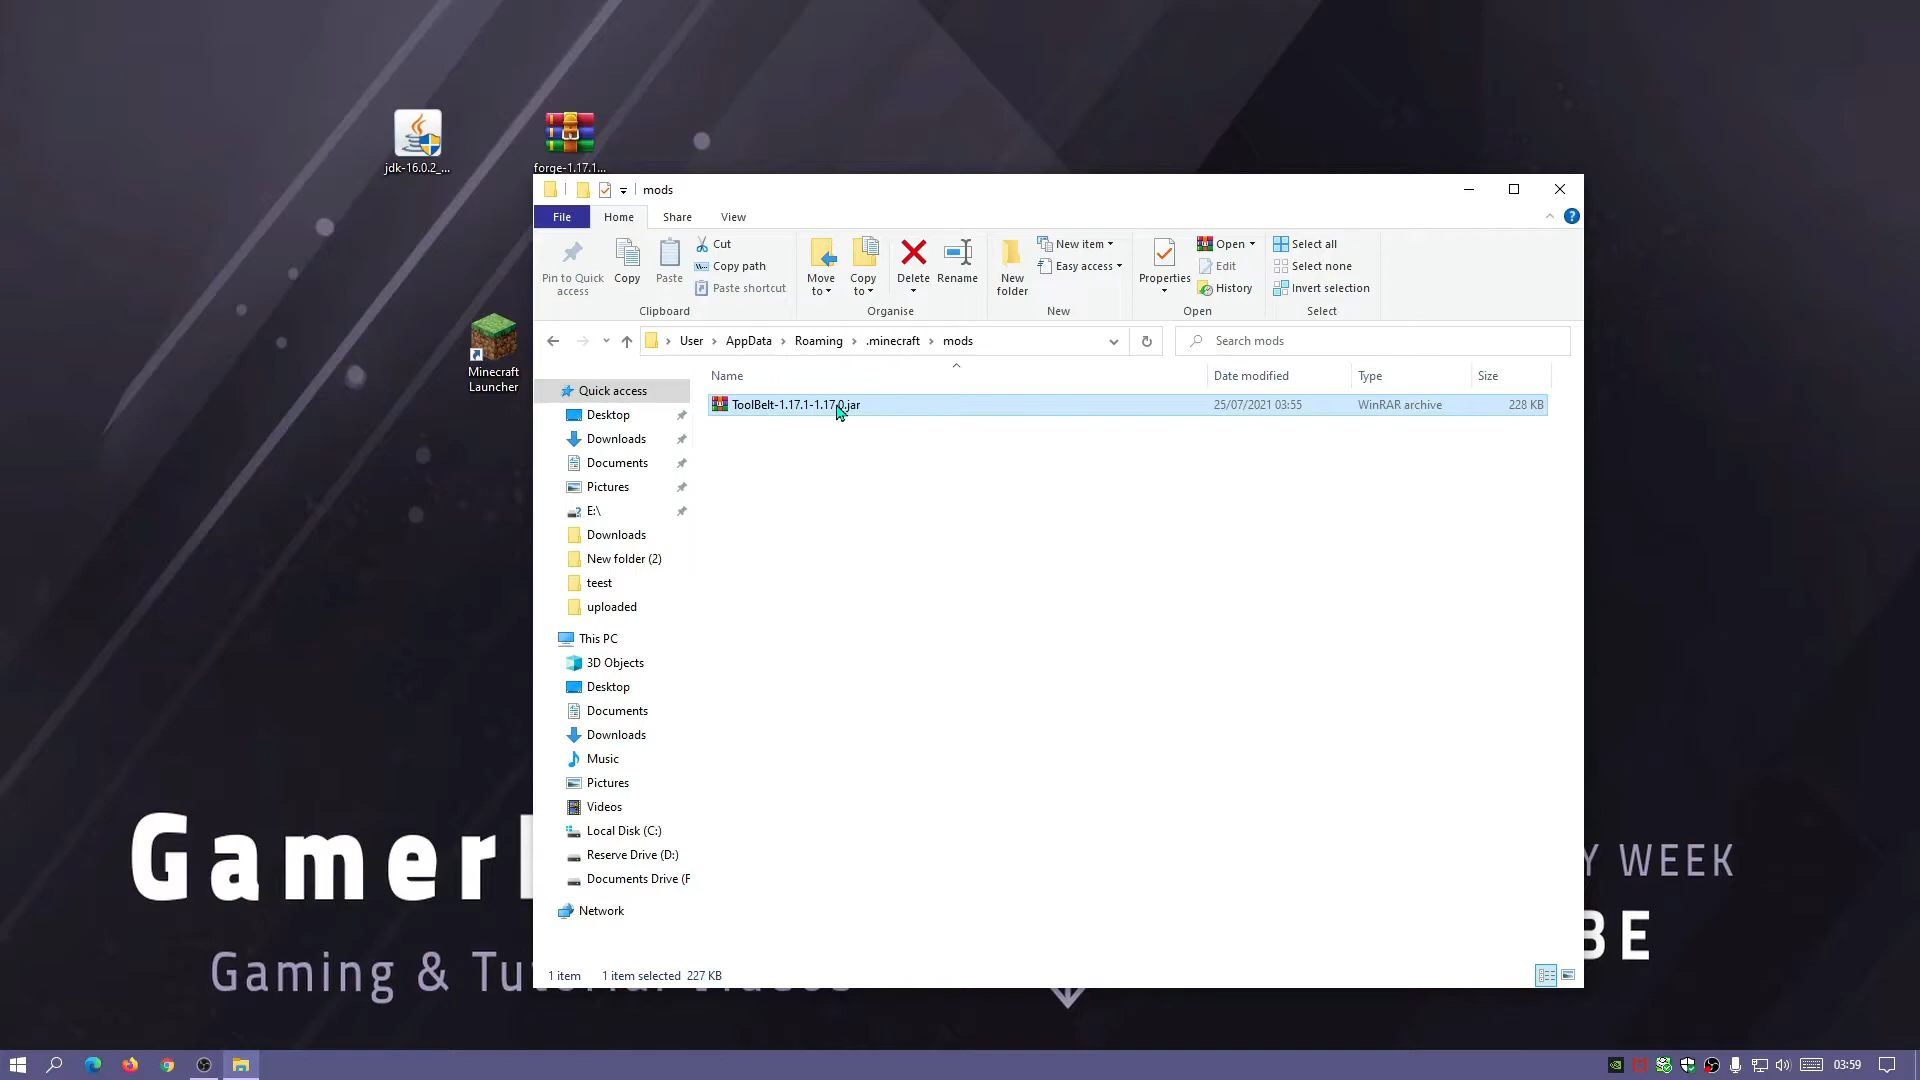 jdk-16.0.2_...
forge-1.17.1...
Minecraft
Launcher
mods
File
Home
Share
View
Pin to Quick
access
Copy
Paste
Cut
Copy path
Paste shortcut
Clipboard
Move
to
Copy
to
Delete
Rename
Organise
New
folder
New item
Easy access
New
Properties
Open
Edit
History
Open
Select all
Select none
Invert selection
Select
User
AppData
Roaming
.minecraft
mods
Search mods
Name
Date modified
Type
Size
ToolBelt-1.17.1-1.17.0.jar
25/07/2021 03:55
WinRAR archive
228 KB
Quick access
Desktop
Downloads
Documents
Pictures
E:\
Downloads
New folder (2)
teest
uploaded
This PC
3D Objects
Desktop
Documents
Downloads
Music
Pictures
Videos
Local Disk (C:)
Reserve Drive (D:)
Documents Drive (F
Network
1 item
1 item selected 227 KB
Gamer
Gaming & Tu
Y WEEK
BE
03:59